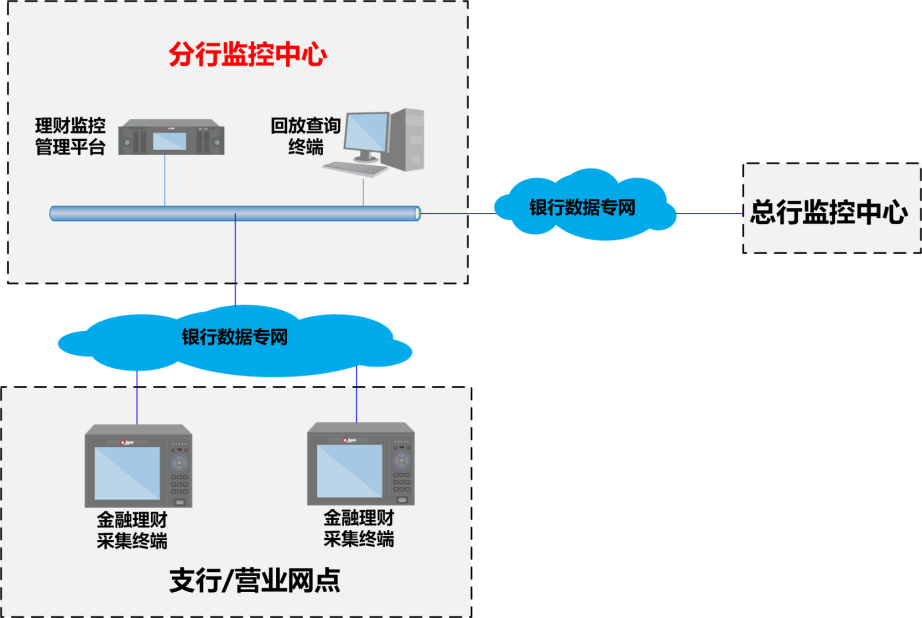 分行监控中心
理财监控
管理平台
回放查询
终端
银行数据专网
总行监控中心
银行数据专网
金融理财
采集终端
金融理财
采集终端
支行/营业网点